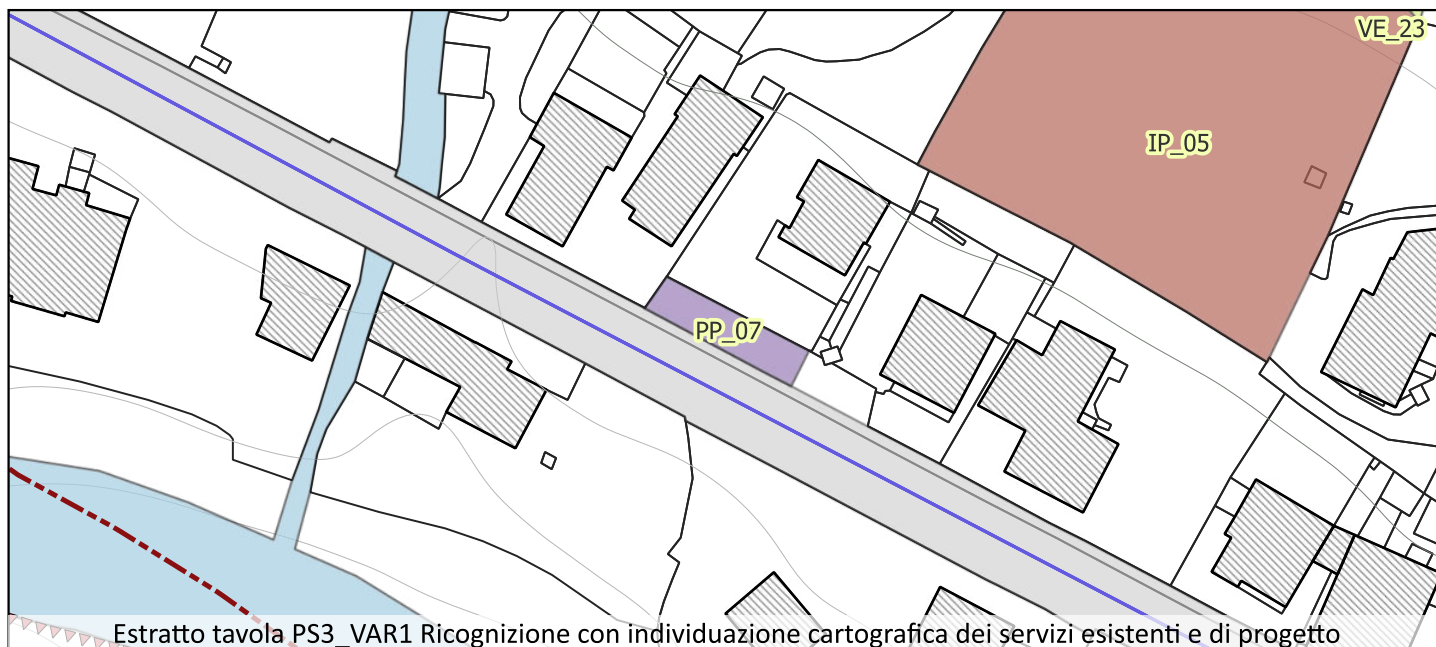 VE_23
IP_05
PP_07
Estratto tavola PS3_VAR1 Ricognizione con individuazione cartografica dei servizi esistenti e di progetto